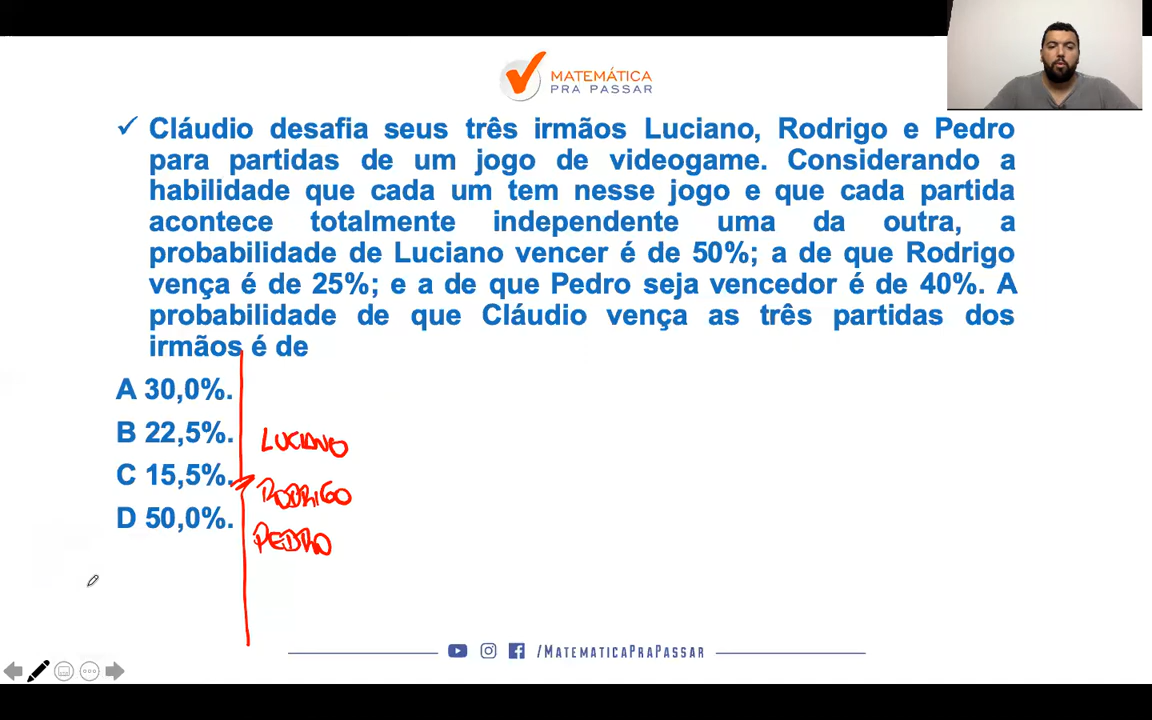 MATEMÁTICA
PRA PASSAR
✓ Cláudio desafia seus três irmãos Luciano, Rodrigo e Pedro
para partidas de um jogo de videogame. Considerando a
habilidade que cada um tem nesse jogo e que cada partida
acontece totalmente independente uma da outra, a
probabilidade de Luciano vencer é de 50%; a de que Rodrigo
vença é de 25%; e a de que Pedro seja vencedor é de 40%. A
probabilidade de que Cláudio vença as três partidas dos
irmãos é de
A 30,0%.
B 22,5%.
C 15,5%.
D 50,0%.
LUCIANO
RODRIGO
PEDRO
/MATEMATICAPRAPASSAR